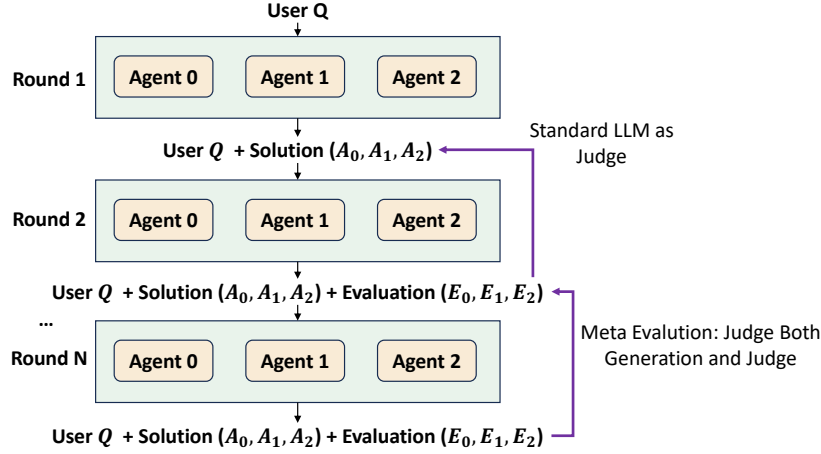 User Q
Round 1
Agent 0
Agent 1
Agent 2
User Q + Solution (A₀, A₁, A₂)
Standard LLM as
Judge
Round 2
Agent 0
Agent 1
Agent 2
User Q + Solution (A₀, A₁, A₂) + Evaluation (E₀, E₁, E₂)
...
Round N
Agent 0
Agent 1
Agent 2
Meta Evalution: Judge Both
Generation and Judge
User Q + Solution (A₀, A₁, A₂) + Evaluation (E₀, E₁, E₂)